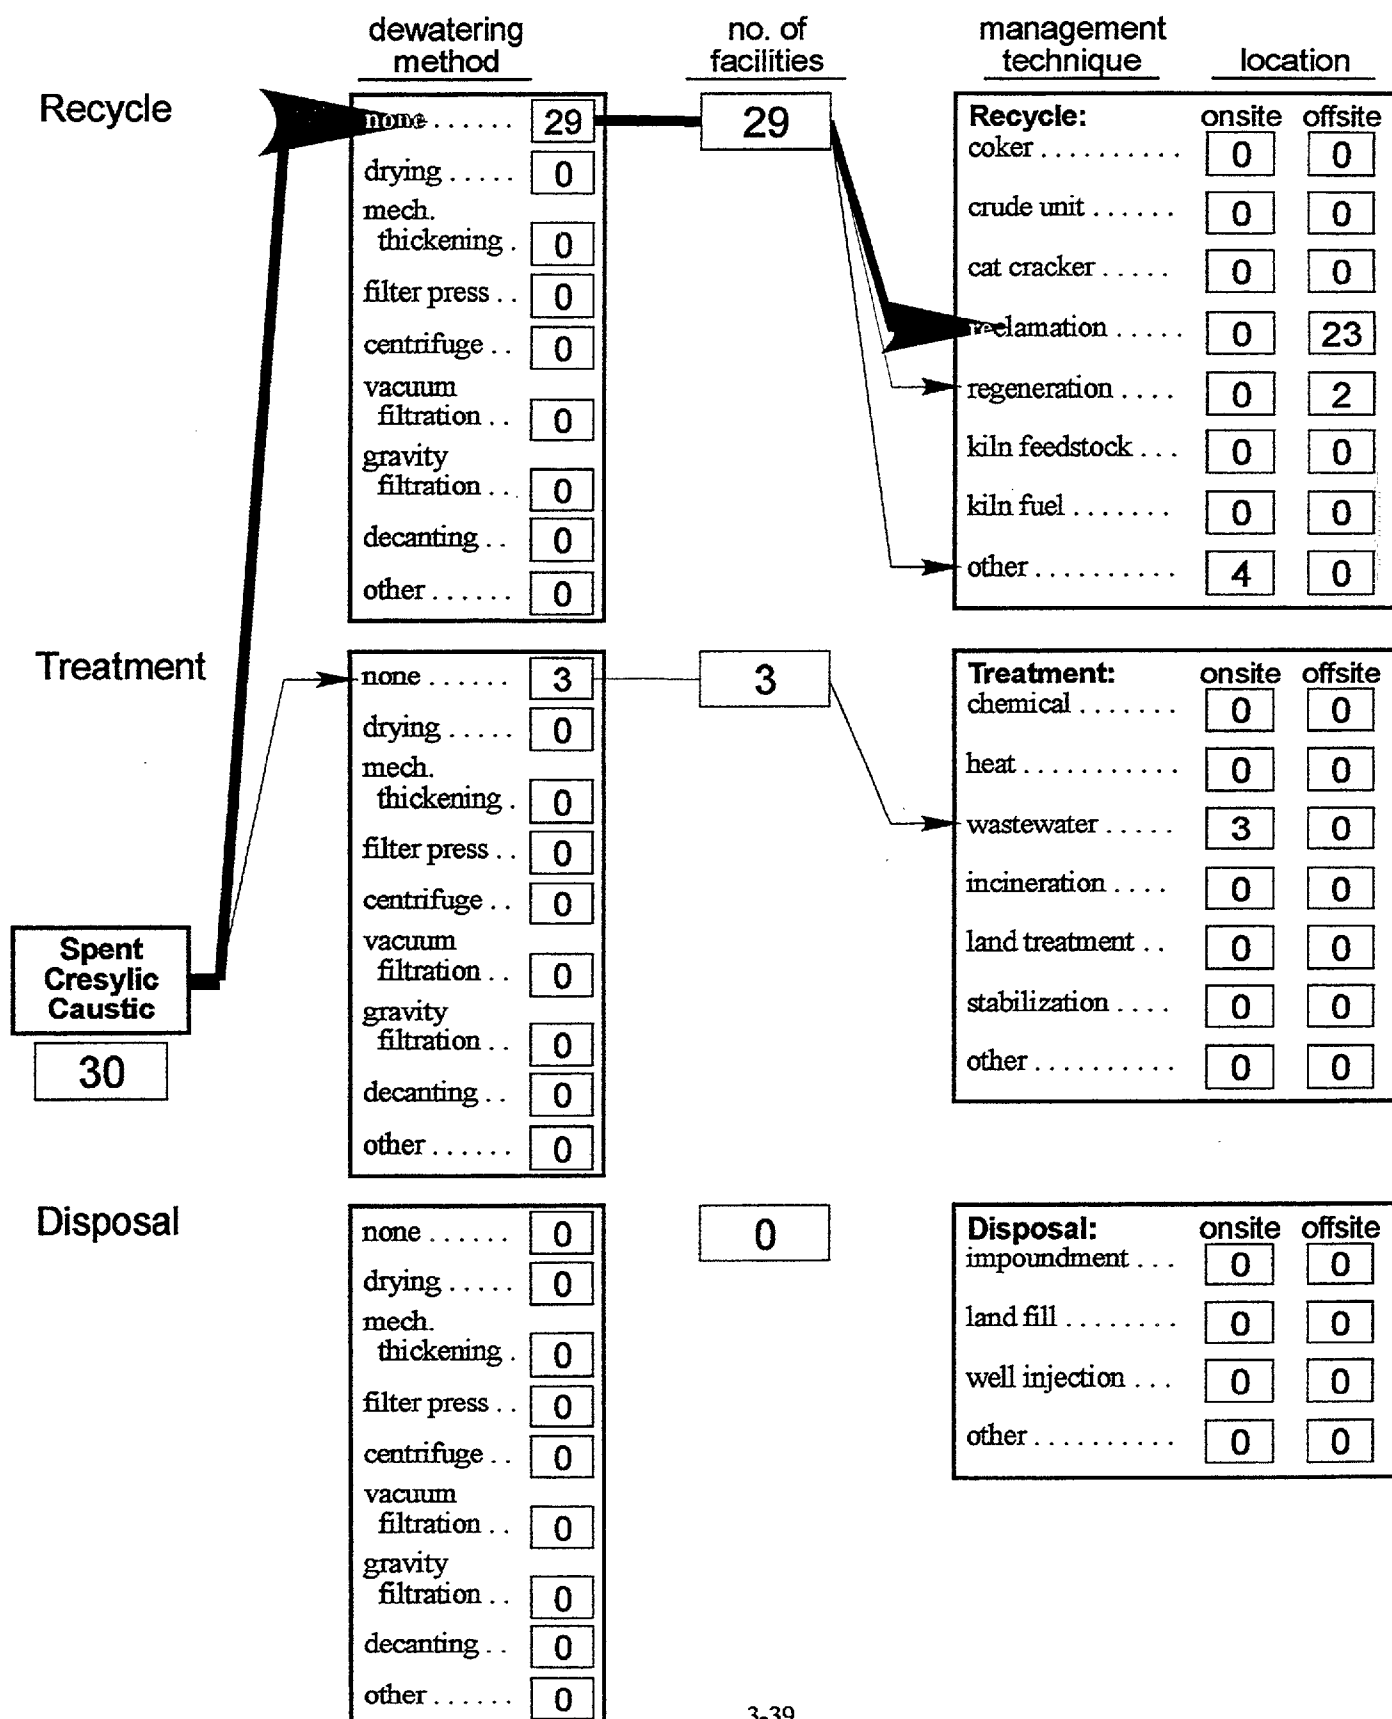 dewatering method
no. of facilities
management technique
location
Recycle
none ...... 29
drying ..... 0
mech.
thickening . 0
filter press .. 0
centrifuge .. 0
vacuum
filtration .. 0
gravity
filtration .. 0
decanting .. 0
other ...... 0
29
Recycle: onsite offsite
coker .......... 0 0
crude unit ...... 0 0
cat cracker ..... 0 0
reclamation ..... 0 23
regeneration .... 0 2
kiln feedstock ... 0 0
kiln fuel ....... 0 0
other .......... 4 0
Treatment
none ...... 3
drying ..... 0
mech.
thickening . 0
filter press .. 0
centrifuge .. 0
vacuum
filtration .. 0
gravity
filtration .. 0
decanting .. 0
other ...... 0
3
Treatment: onsite offsite
chemical ....... 0 0
heat ........... 0 0
wastewater ..... 3 0
incineration .... 0 0
land treatment .. 0 0
stabilization .... 0 0
other .......... 0 0
Spent
Cresylic
Caustic
30
Disposal
none ...... 0
drying ..... 0
mech.
thickening . 0
filter press .. 0
centrifuge .. 0
vacuum
filtration .. 0
gravity
filtration .. 0
decanting .. 0
other ...... 0
0
Disposal: onsite offsite
impoundment ... 0 0
land fill ........ 0 0
well injection ... 0 0
other .......... 0 0
3-39